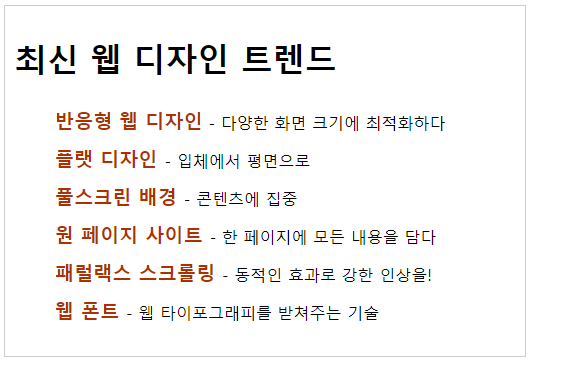 최신 웹 디자인 트렌드
반응형 웹 디자인 - 다양한 화면 크기에 최적화하다
플랫 디자인 - 입체에서 평면으로
풀스크린 배경 - 콘텐츠에 집중
원 페이지 사이트 - 한 페이지에 모든 내용을 담다
패럴랙스 스크롤링 - 동적인 효과로 강한 인상을!
웹 폰트 - 웹 타이포그래피를 받쳐주는 기술